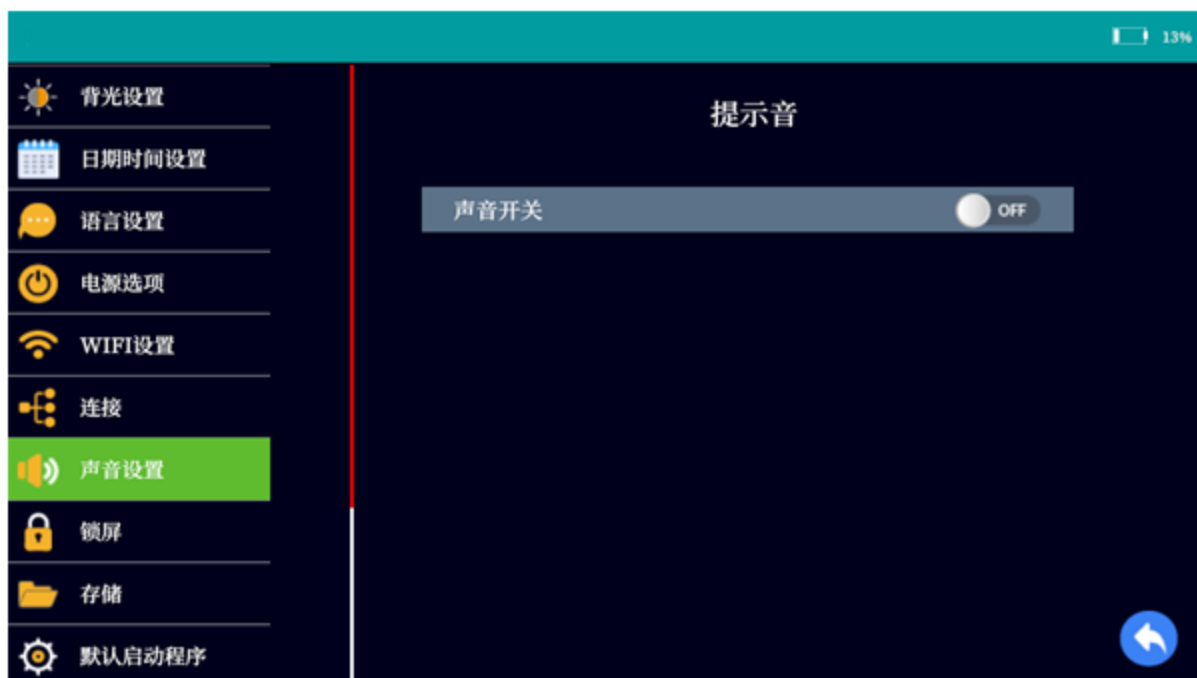 13%
背光设置
日期时间设置
语言设置
电源选项
WIFI设置
连接
声音设置
锁屏
存储
默认启动程序
提示音
声音开关 OFF